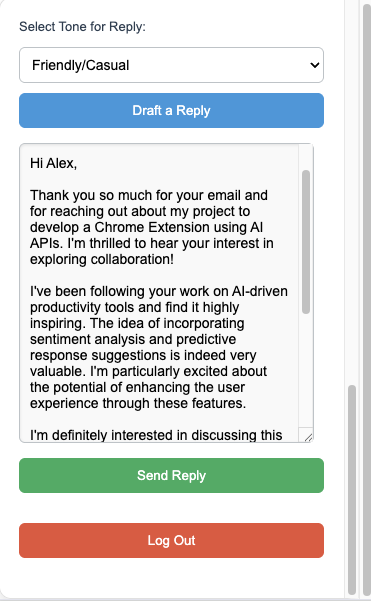 Select Tone for Reply:
Friendly/Casual
Draft a Reply
Hi Alex,
Thank you so much for your email and
for reaching out about my project to
develop a Chrome Extension using AI
APIs. I'm thrilled to hear your interest in
exploring collaboration!
I've been following your work on AI-driven
productivity tools and find it highly
inspiring. The idea of incorporating
sentiment analysis and predictive
response suggestions is indeed very
valuable. I'm particularly excited about
the potential of enhancing the user
experience through these features.
I'm definitely interested in discussing this
Send Reply
Log Out